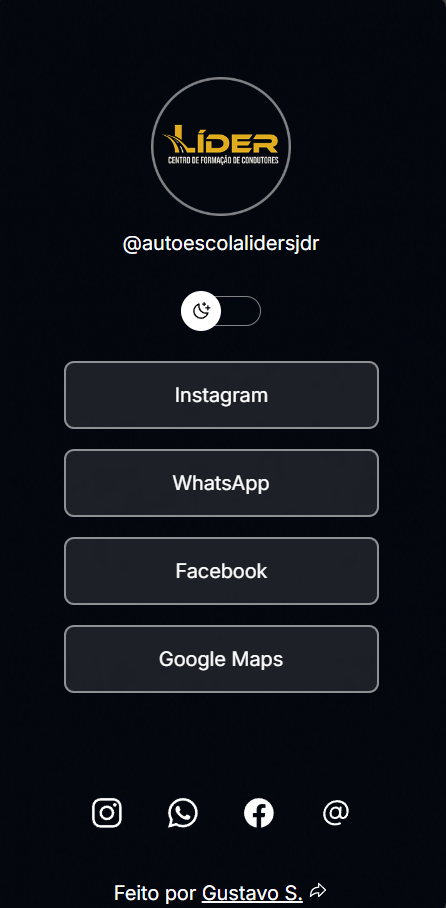 LÍDER
CENTRO DE FORMAÇÃO DE CONDUTORES
@autoescolalidersjdr
Instagram
WhatsApp
Facebook
Google Maps
Feito por Gustavo S.